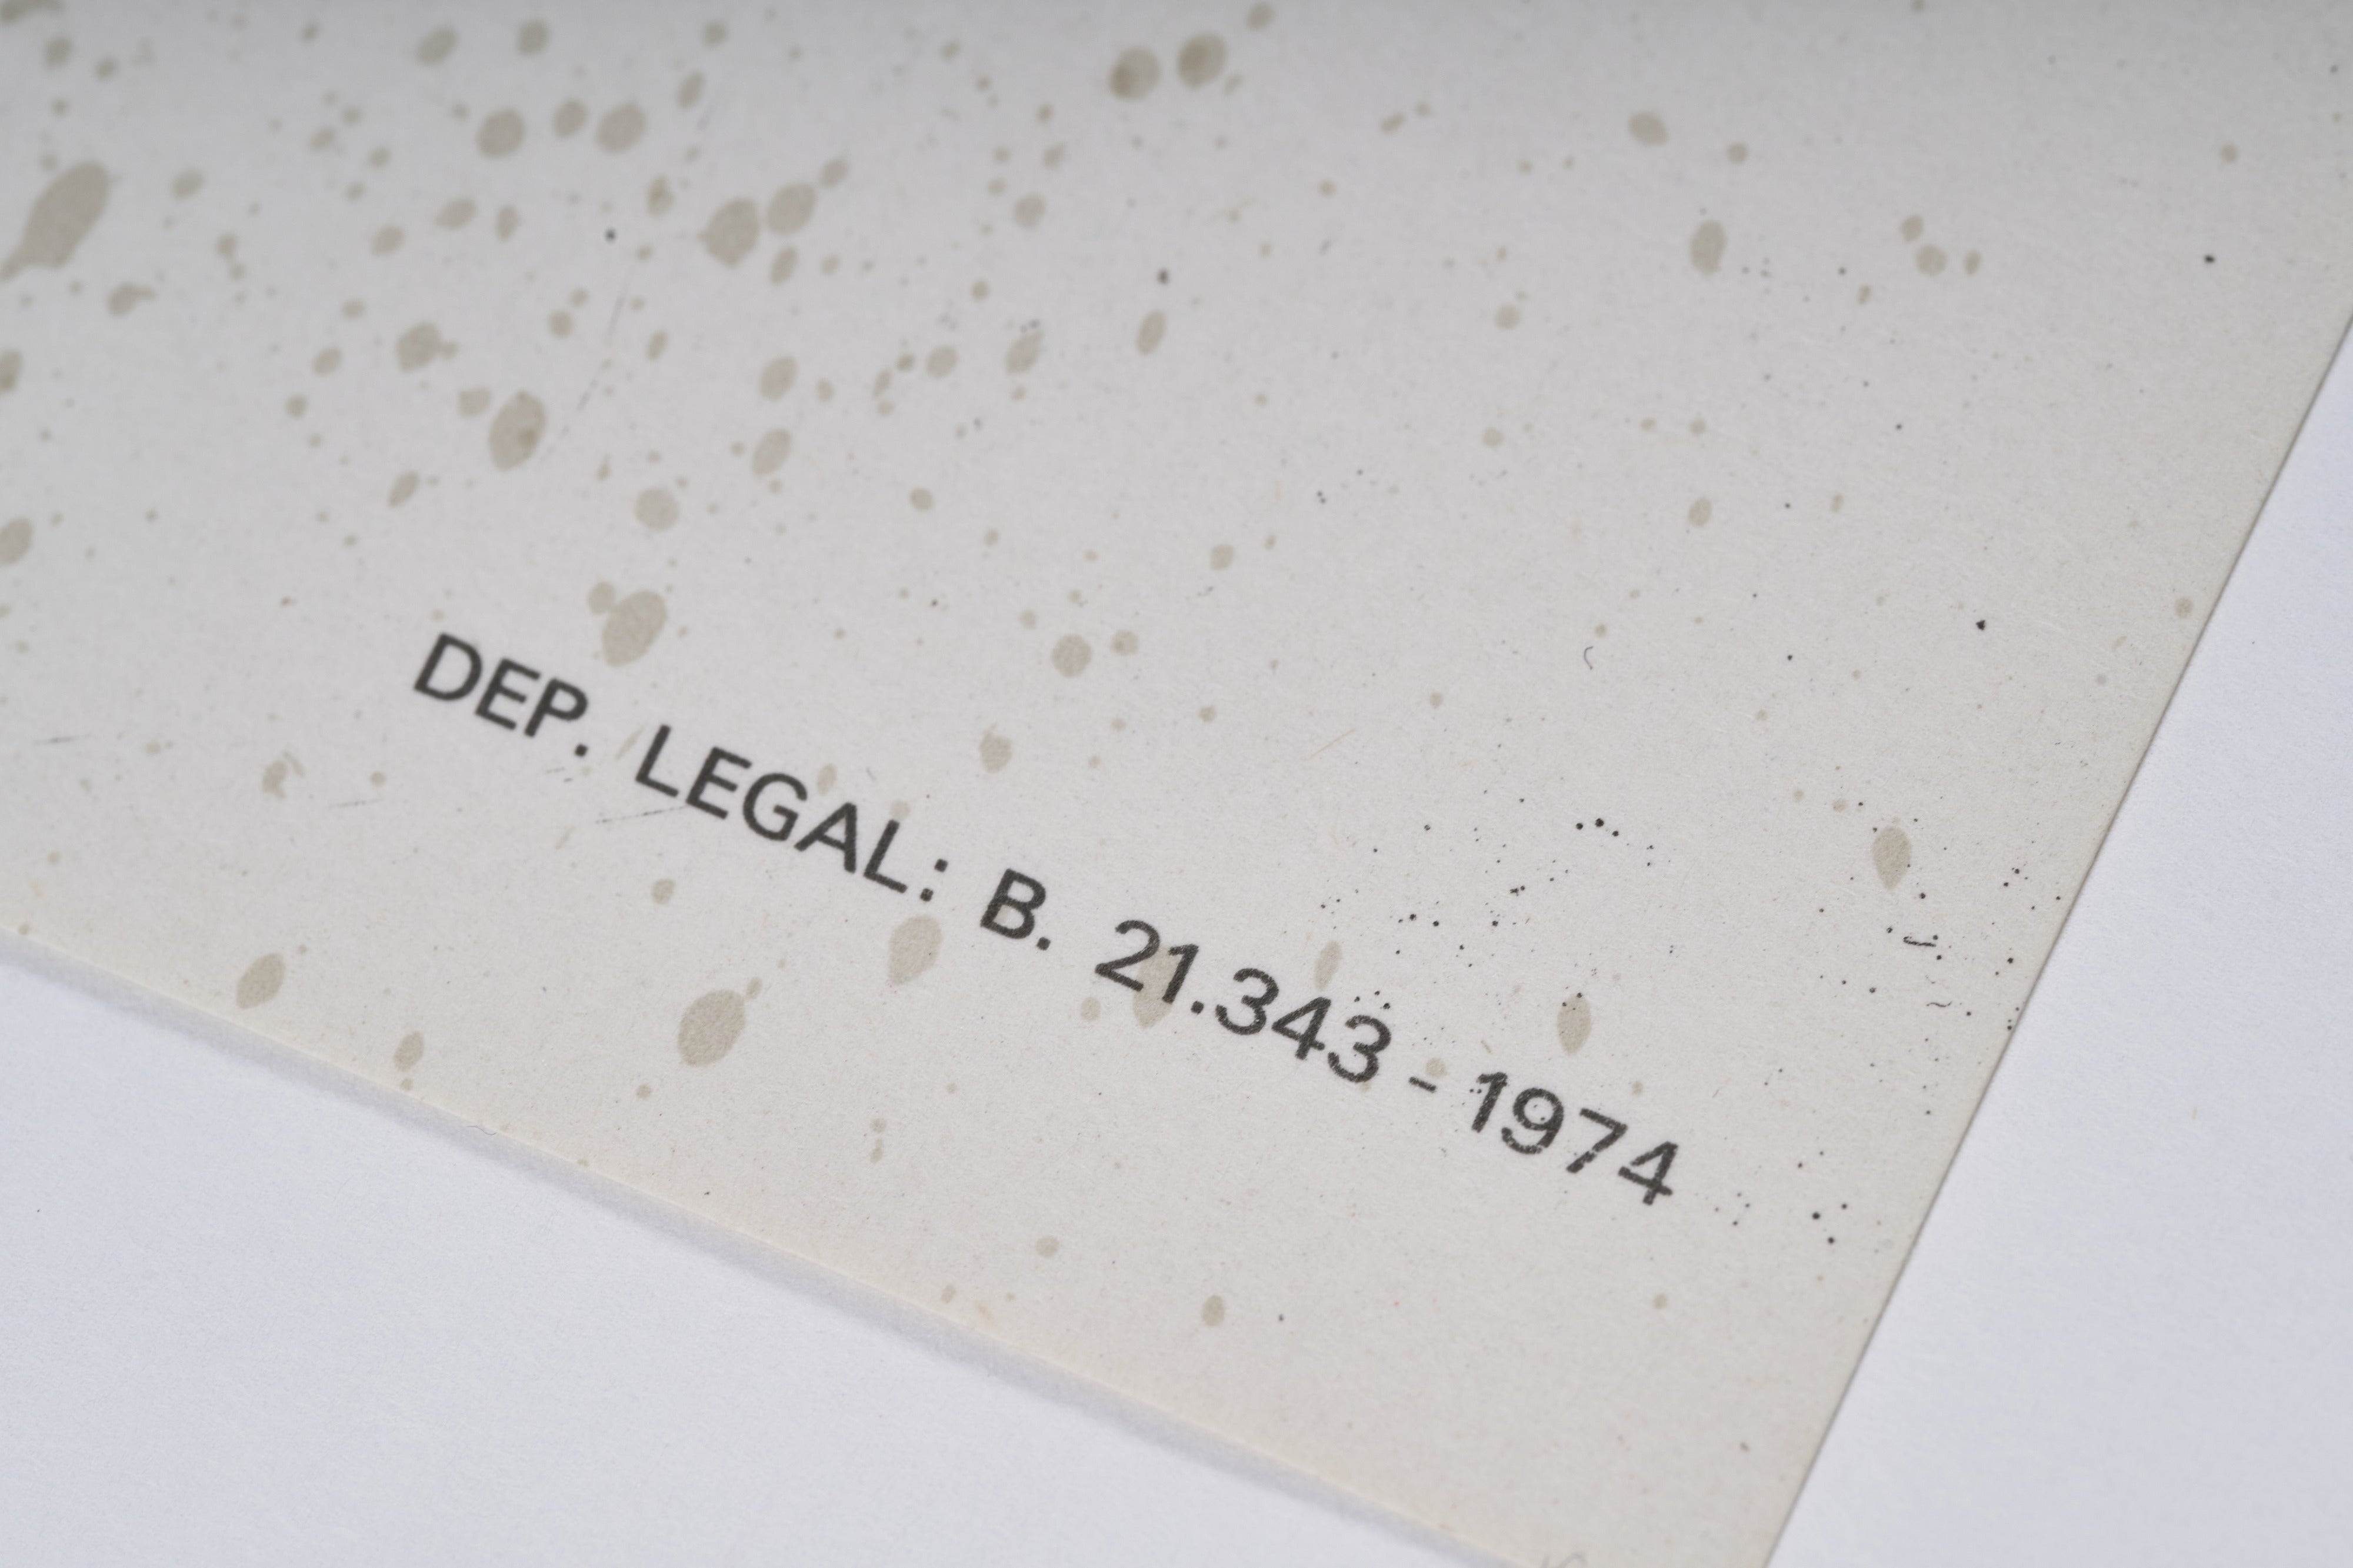 DEP. LEGAL: B. 21.343 - 1974